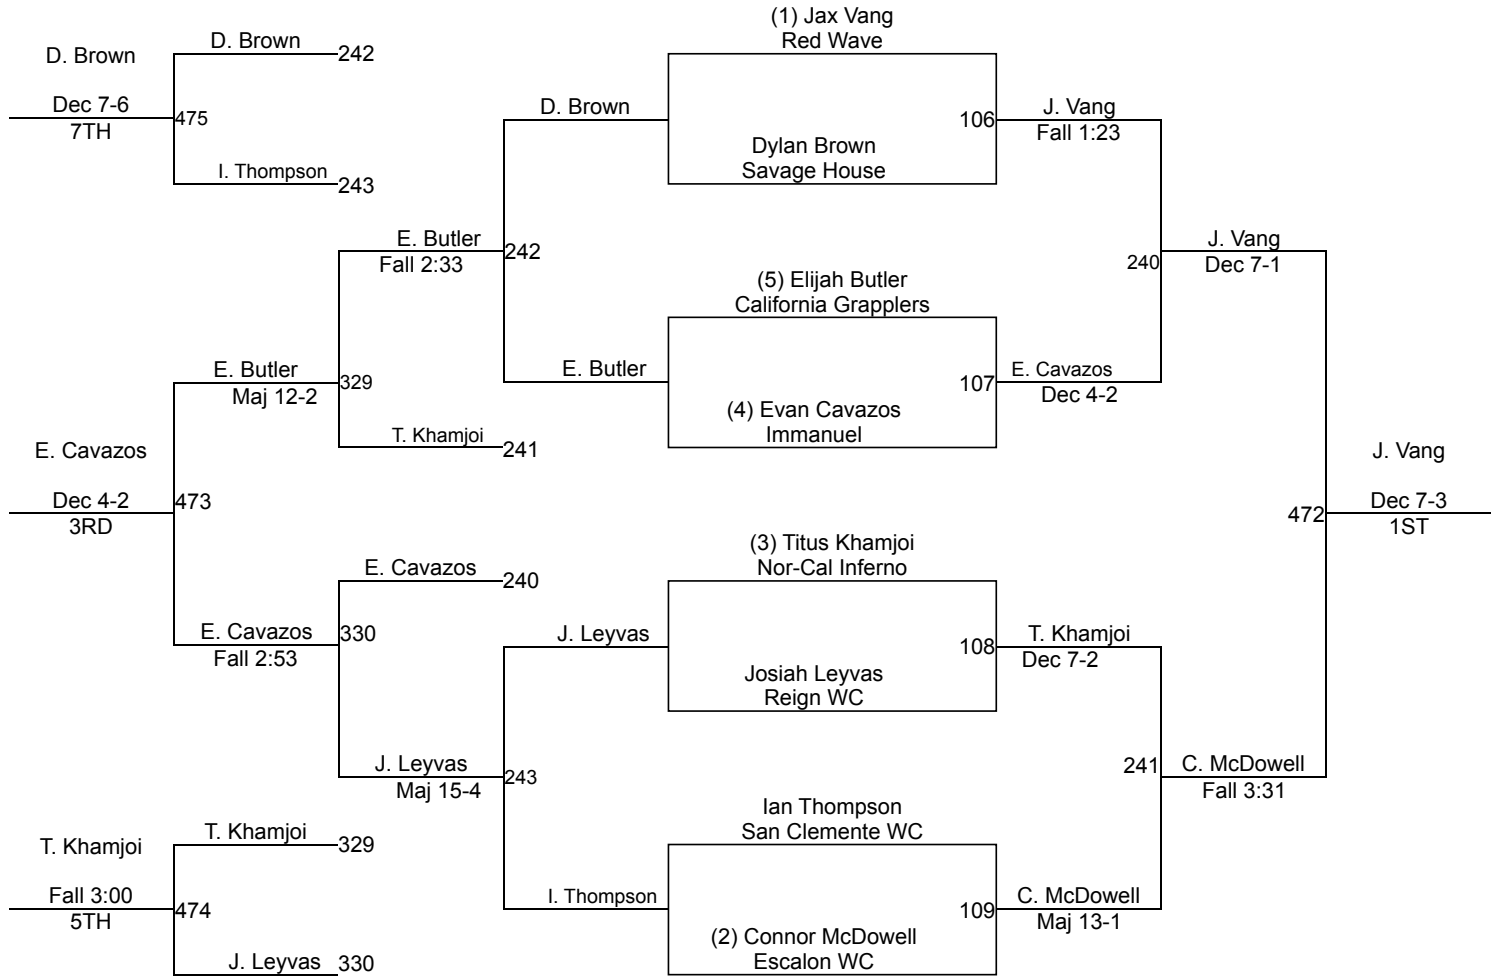 (1) Jax Vang
Red Wave
D. Brown
D. Brown
242
Dec 7-6
475
7TH
I. Thompson
243
D. Brown
106
J. Vang
Fall 1:23
Dylan Brown
Savage House
E. Butler
Fall 2:33
242
240
J. Vang
Dec 7-1
(5) Elijah Butler
California Grapplers
E. Butler
107
E. Cavazos
Dec 4-2
(4) Evan Cavazos
Immanuel
E. Butler
Maj 12-2
329
T. Khamjoi
241
E. Cavazos
Dec 4-2
473
3RD
J. Vang
472
Dec 7-3
1ST
(3) Titus Khamjoi
Nor-Cal Inferno
E. Cavazos
240
E. Cavazos
330
Fall 2:53
J. Leyvas
108
T. Khamjoi
Dec 7-2
Josiah Leyvas
Reign WC
J. Leyvas
Maj 15-4
243
241
C. McDowell
Fall 3:31
Ian Thompson
San Clemente WC
T. Khamjoi
T. Khamjoi
329
Fall 3:00
474
5TH
J. Leyvas
330
I. Thompson
109
C. McDowell
Maj 13-1
(2) Connor McDowell
Escalon WC